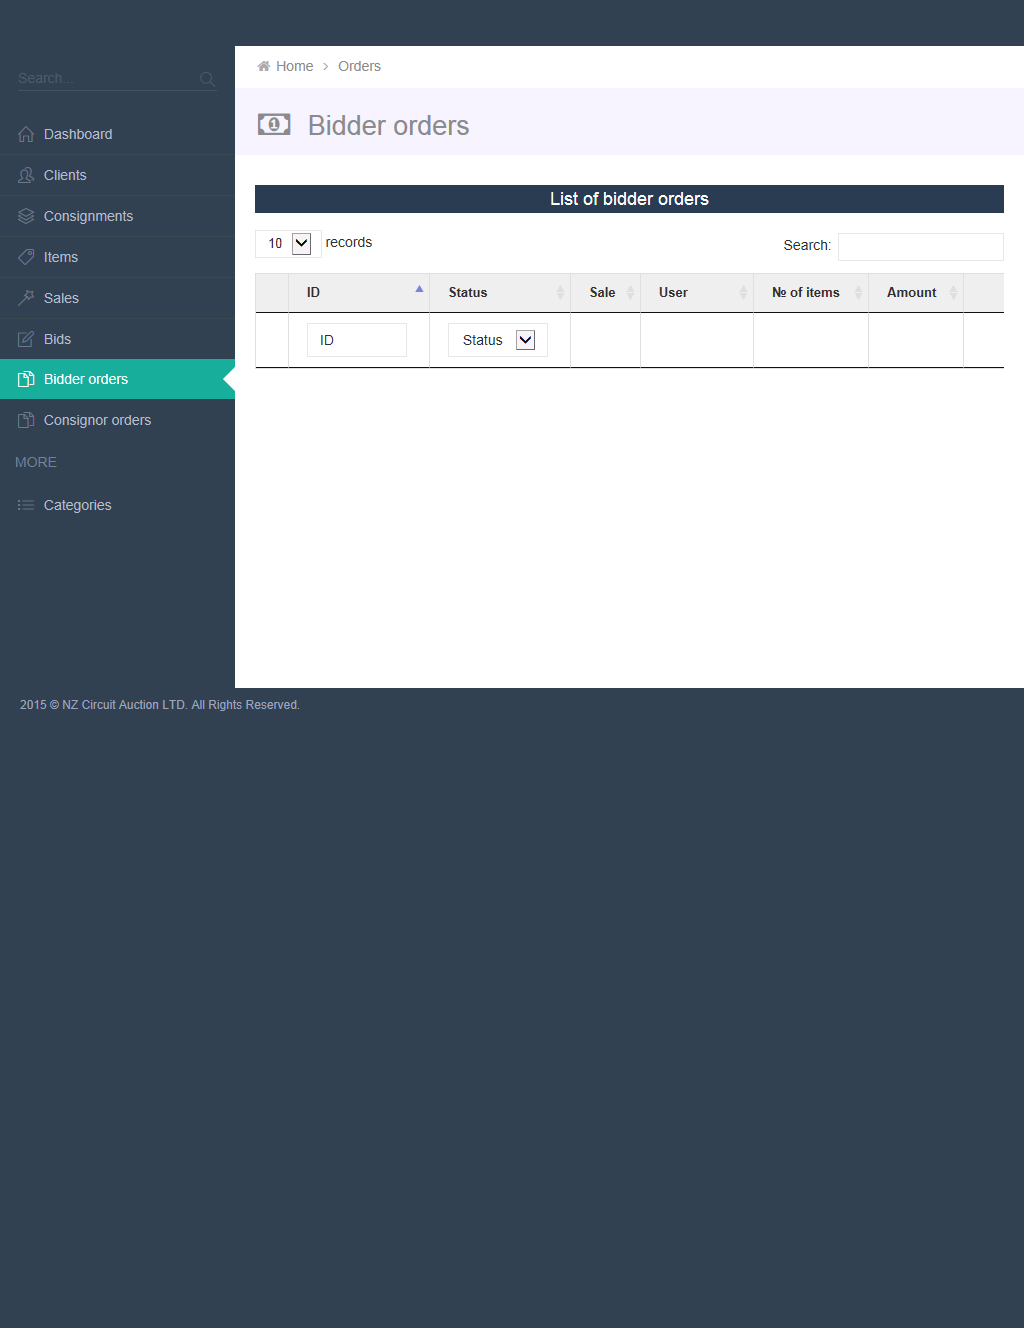 Search...
Dashboard
Clients
Consignments
Items
Sales
Bids
Bidder orders
Consignor orders
MORE
Categories
Home > Orders
Bidder orders
List of bidder orders
10 records
Search:
ID Status Sale User № of items Amount
ID Status
2015 © NZ Circuit Auction LTD. All Rights Reserved.